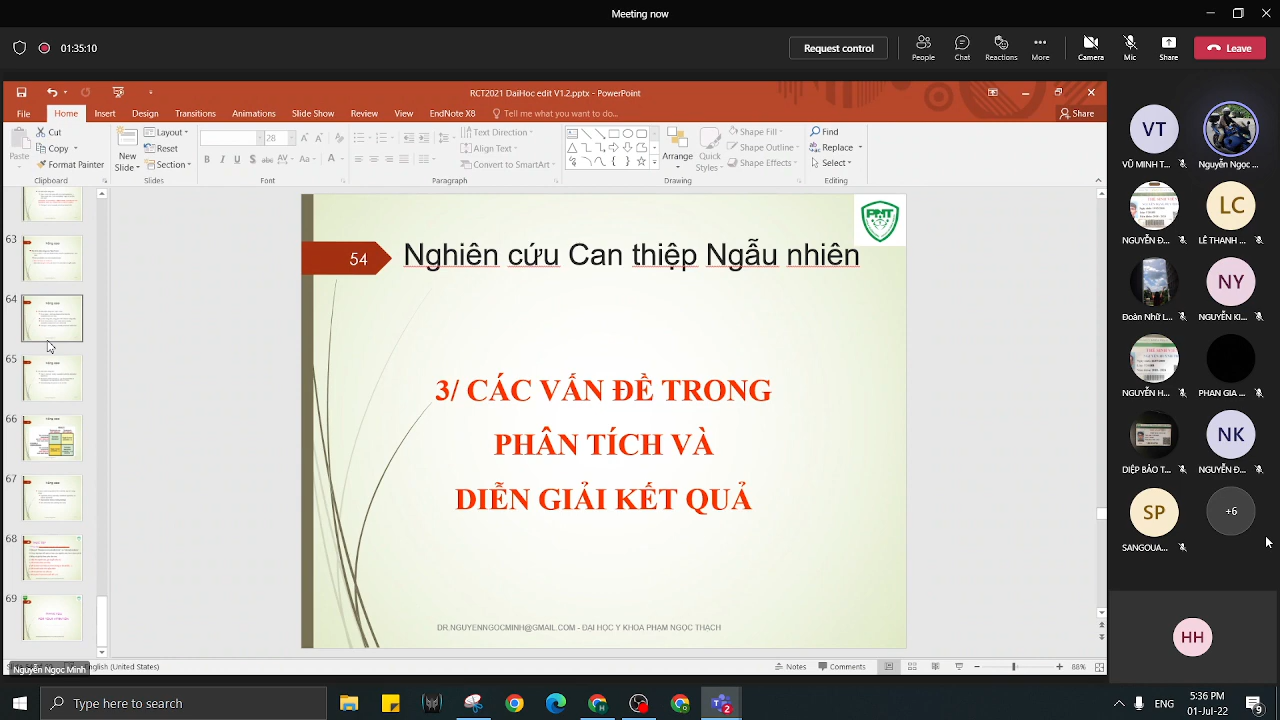 Meeting now
01:35:10
Request control
People
Chat
Reactions
More
Camera
Mic
Share
Leave
RCT2021 DaiHoc edit V1.2.pptx - PowerPoint
File
Home
Insert
Design
Transitions
Animations
Slide Show
Review
View
EndNote X8
Tell me what you want to do...
Share
Paste
Cut
Copy
Format Painter
Clipboard
New Slide
Layout
Reset
Section
Slides
28
B I U S abc AV Aa A
Font
Text Direction
Align Text
Convert to SmartArt
Paragraph
Arrange
Quick Styles
Shape Fill
Shape Outline
Shape Effects
Drawing
Find
Replace
Select
Editing
63
64
65
66
67
68
69
PNT
54
Nghiên cứu Can thiệp Ngẫu nhiên
3/ CÁC VẤN ĐỀ TRONG
PHÂN TÍCH VÀ
DIỄN GIẢI KẾT QUẢ
DR.NGUYENNGOCMINH@GMAIL.COM - ĐẠI HỌC Y KHOA PHẠM NGỌC THẠCH
Nguyễn Ngọc Minh
English (United States)
Notes
Comments
88%
VT
VŨ MINH T...
Nguyễn Ngọc ...
NGUYỄN Đ...
LC
LÊ THANH ...
Đoàn Nữ L...
NY
NGUYỄN KI...
NGUYỄN H...
PHAN GIA ...
DIỆP BẢO T...
NK
NGUYỄN Đ...
SP
SANGOUA...
+5
HH
Type here to search
2
5:36 PM
01-Jul-22